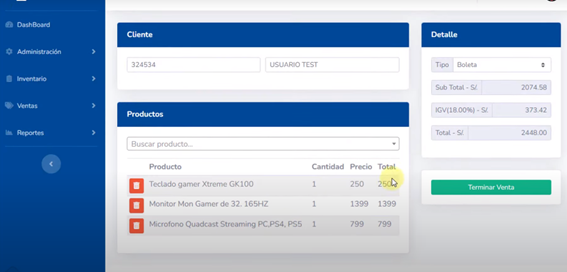 DashBoard
Administración
Inventario
Ventas
Reportes
Cliente
324534
USUARIO TEST
Productos
Buscar producto...
Producto Cantidad Precio Total
Teclado gamer Xtreme GK100 1 250 250
Monitor Mon Gamer de 32. 165HZ 1 1399 1399
Microfono Quadcast Streaming PC,PS4, PS5 1 799 799
Detalle
Tipo Boleta
Sub Total - S/. 2074.58
IGV(18.00%) - S/. 373.42
Total - S/. 2448.00
Terminar Venta